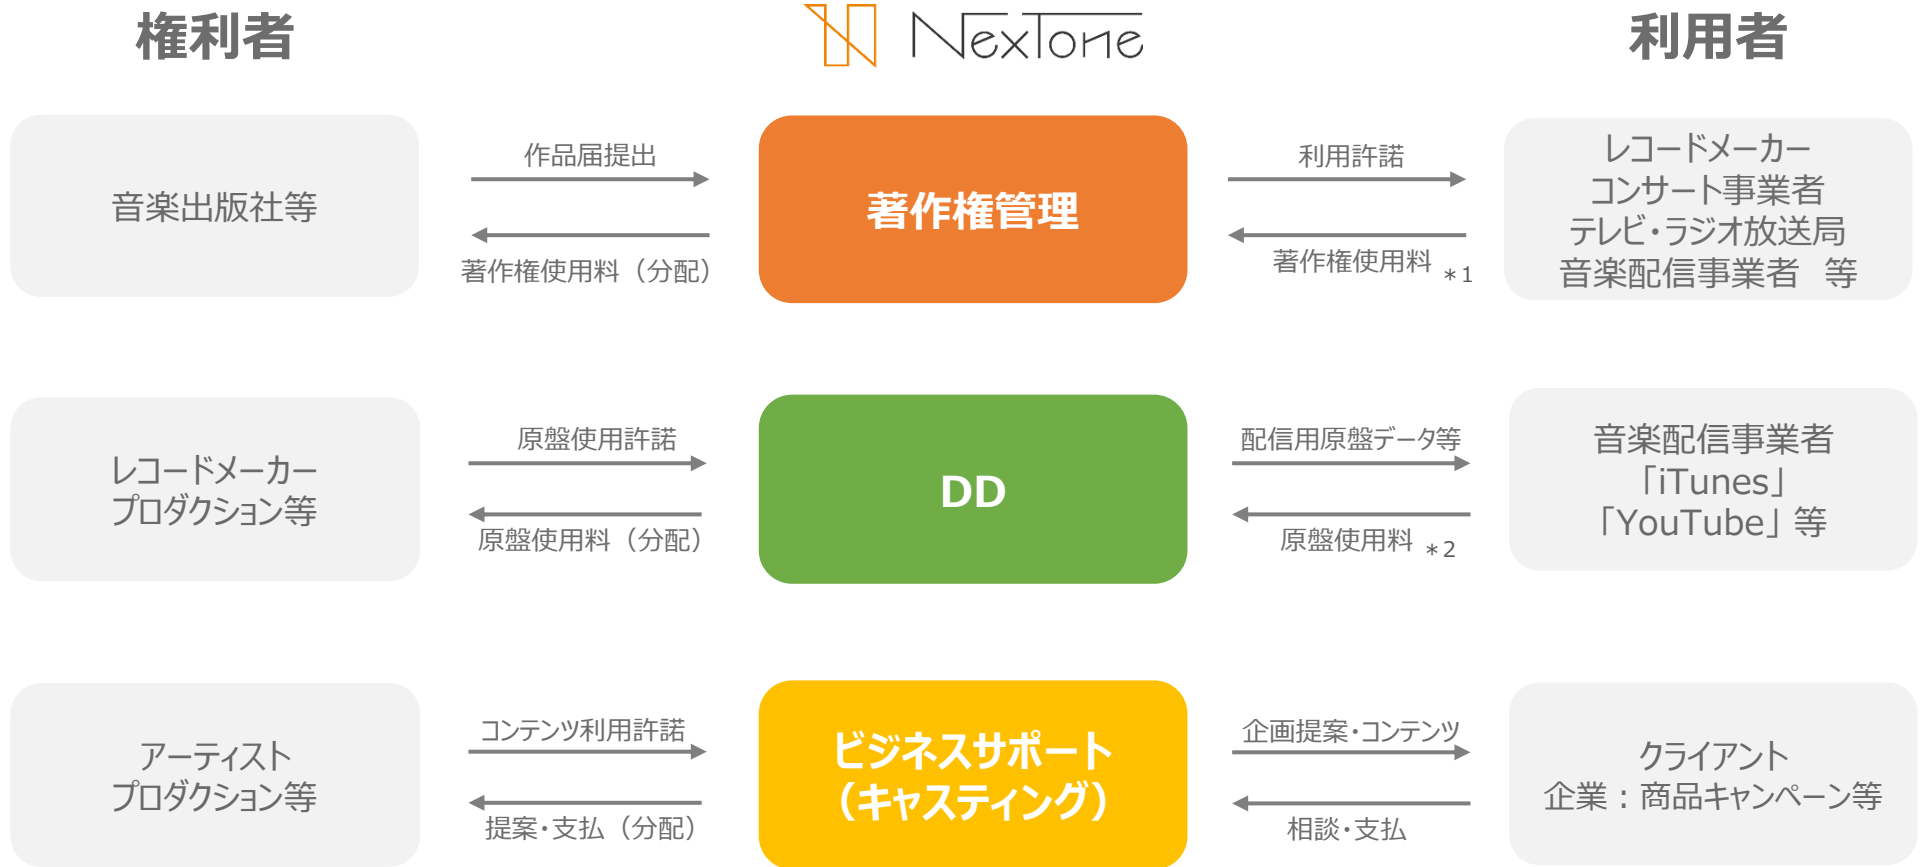 権利者
NexTone
利用者
音楽出版社等
作品届提出
著作権使用料（分配）
著作権管理
利用許諾
著作権使用料 ＊1
レコードメーカー
コンサート事業者
テレビ・ラジオ放送局
音楽配信事業者　等
レコードメーカー
プロダクション等
原盤使用許諾
原盤使用料（分配）
DD
配信用原盤データ等
原盤使用料 ＊2
音楽配信事業者
「iTunes」
「YouTube」等
アーティスト
プロダクション等
コンテンツ利用許諾
提案・支払（分配）
ビジネスサポート
（キャスティング）
企画提案・コンテンツ
相談・支払
クライアント
企業：商品キャンペーン等